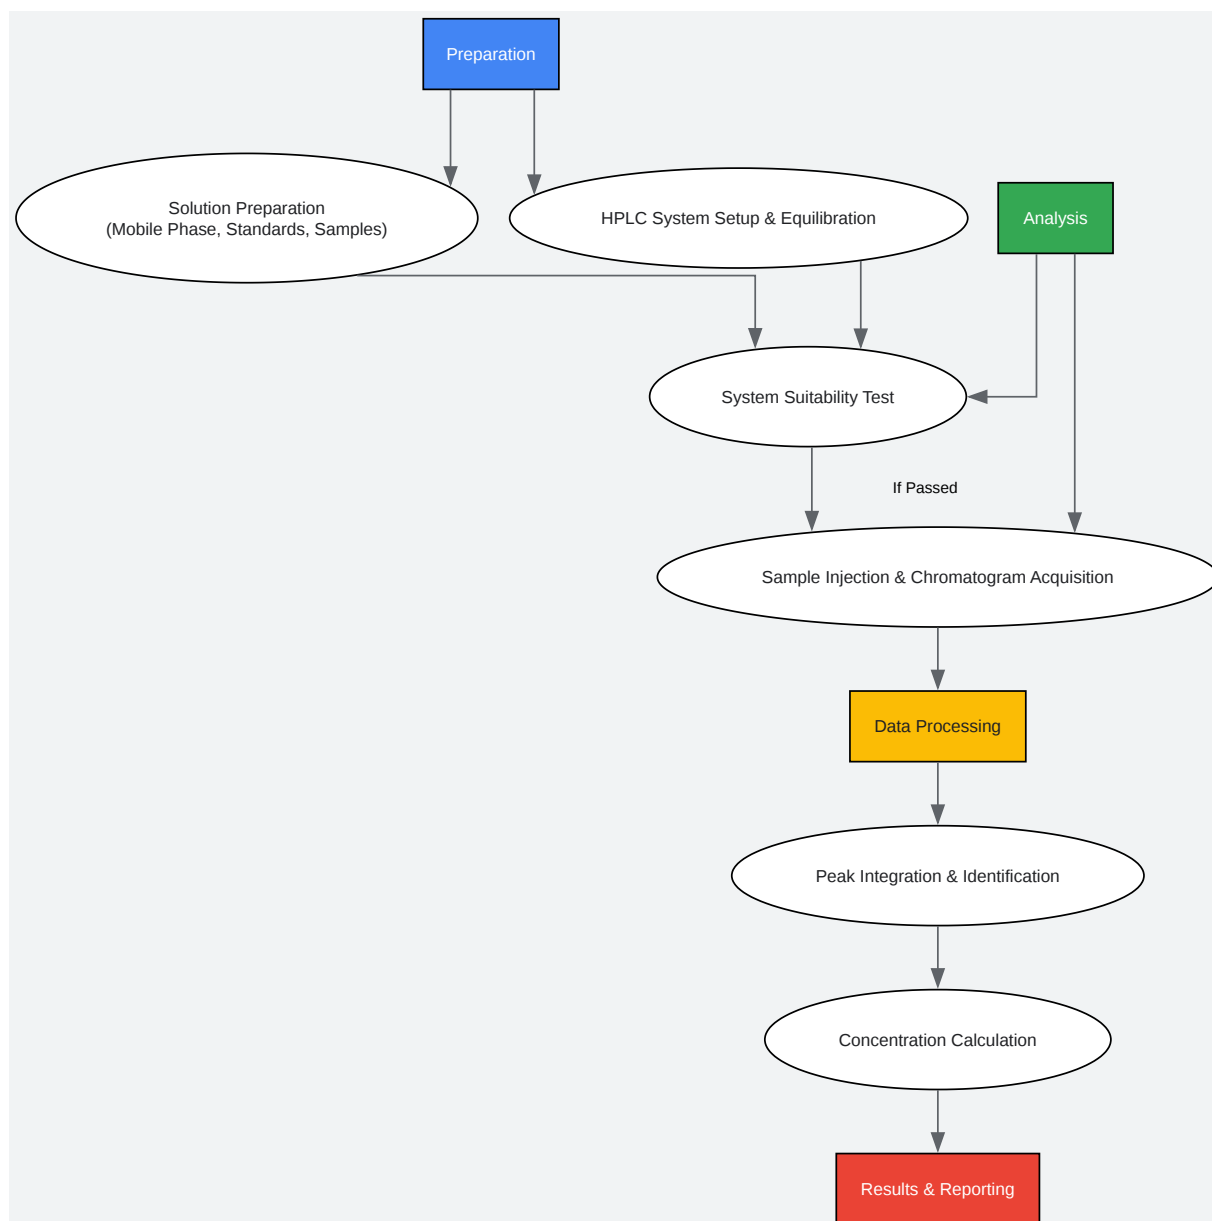 Preparation
Solution Preparation
(Mobile Phase, Standards, Samples)
HPLC System Setup & Equilibration
Analysis
System Suitability Test
If Passed
Sample Injection & Chromatogram Acquisition
Data Processing
Peak Integration & Identification
Concentration Calculation
Results & Reporting